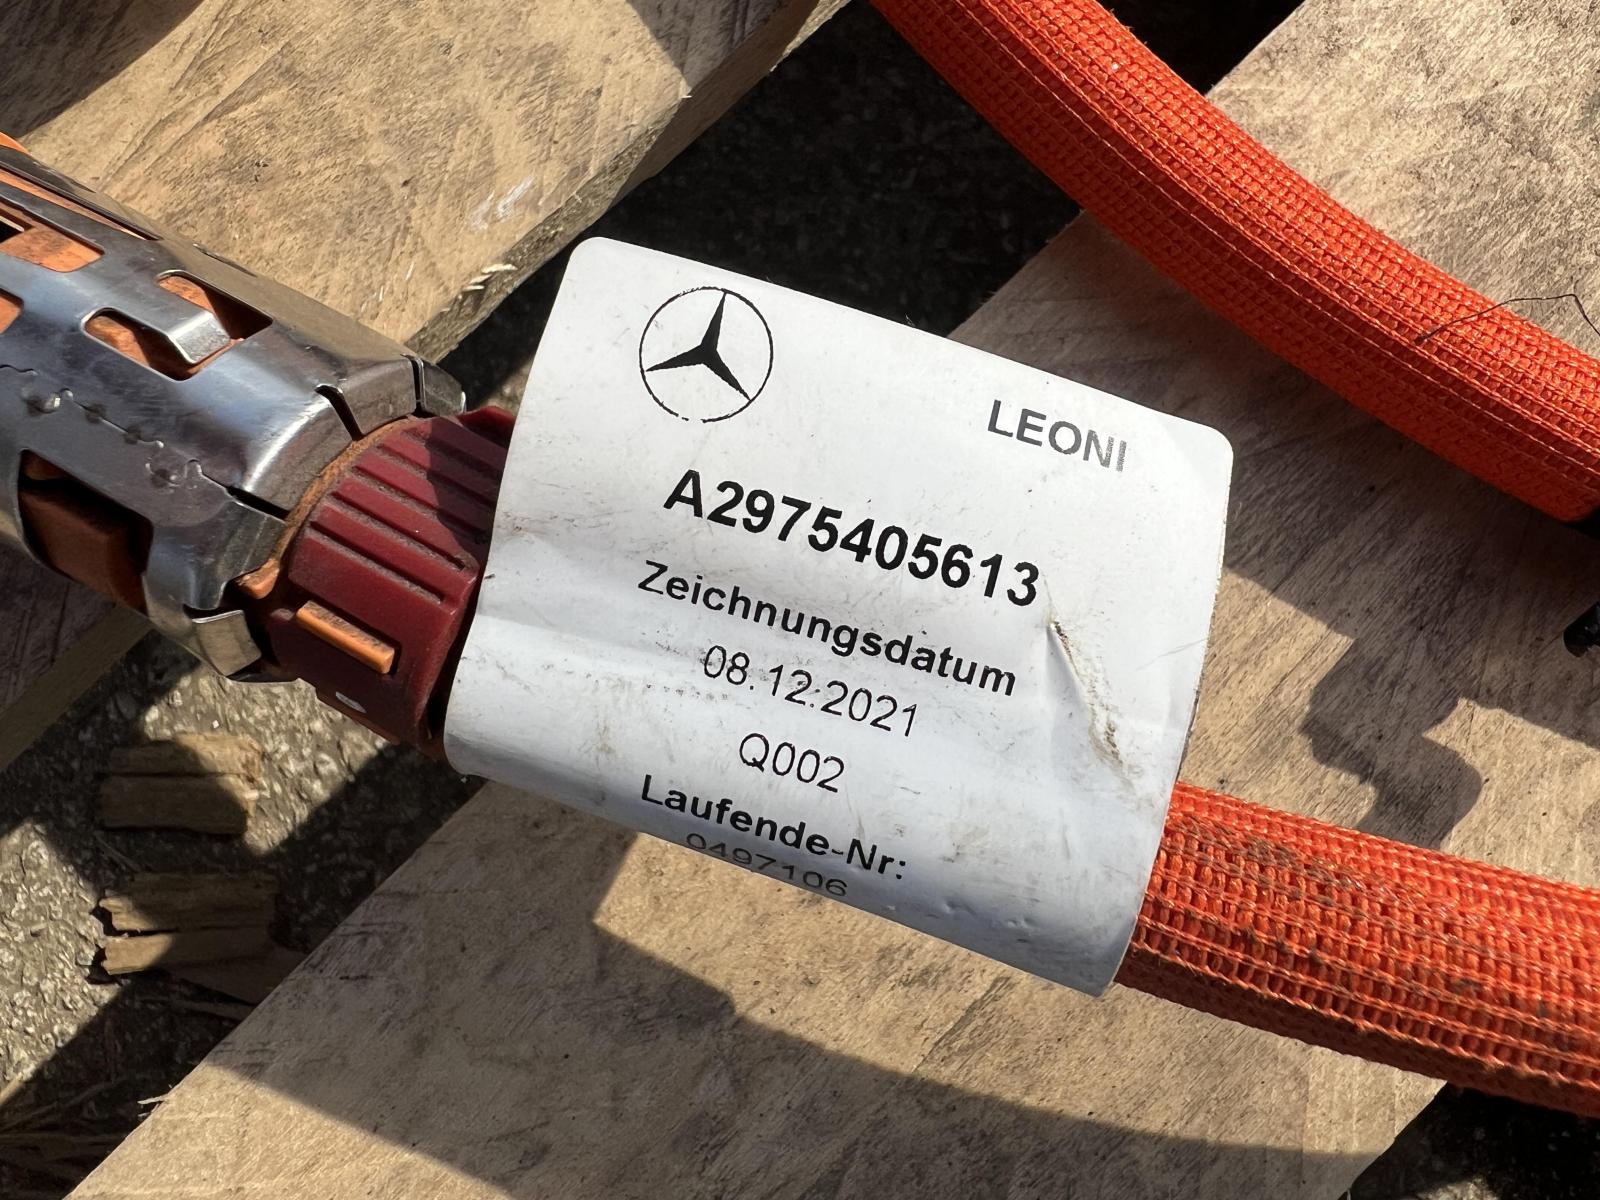 LEONI
A2975405613
Zeichnungsdatum
08.12.2021
Q002
Laufende-Nr:
0497106